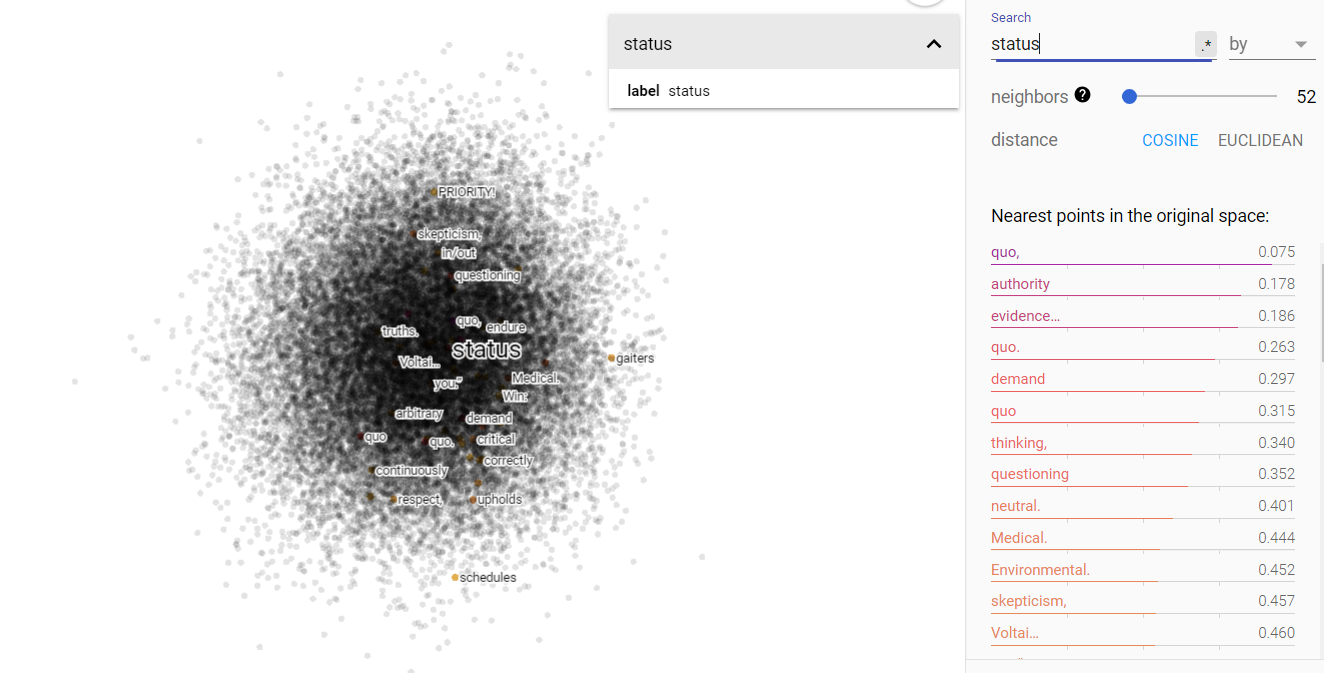 status
label status
PRIORITY!
skepticism,
in/out
questioning
quo,
endure
truths.
status
Voltai...
gaiters
you."
Medical.
Win:
arbitrary
demand
quo
quo.
critical
correctly
continuously
respect,
upholds
schedules
Search
status .* by
neighbors ? 52
distance COSINE EUCLIDEAN
Nearest points in the original space:
quo, 0.075
authority 0.178
evidence... 0.186
quo. 0.263
demand 0.297
quo 0.315
thinking, 0.340
questioning 0.352
neutral. 0.401
Medical. 0.444
Environmental. 0.452
skepticism, 0.457
Voltai... 0.460